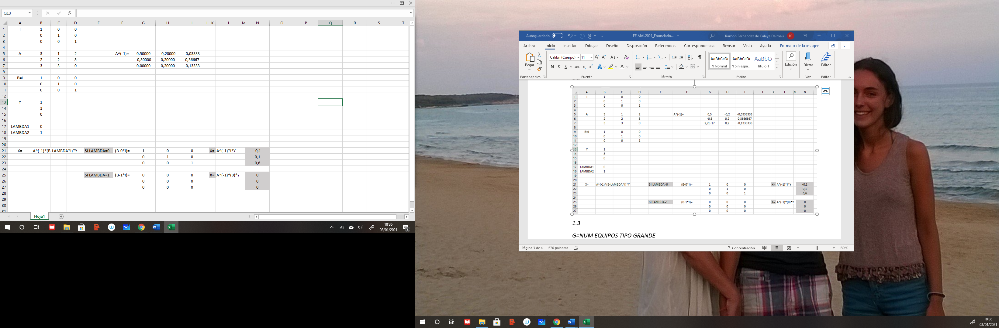 Q13
fx
A B C D E F G H I J K L M N O P Q R S T
1 I 1 0 0
2 0 1 0
3 0 0 1
4
5 A 3 1 2 A^(-1)= 0,50000 -0,20000 -0,03333
6 2 2 5 -0,50000 0,20000 0,36667
7 3 3 0 0,00000 0,20000 -0,13333
8
9 B=I 1 0 0
10 0 1 0
11 0 0 1
12
13 Y 1
14 3
15 0
16
17 LAMBDA1 0
18 LAMBDA2 1
19
20
21 X= A^(-1)*(B-LAMBDA*I)*Y SI LAMBDA=0 (B-0*I)= 1 0 0 X= A^(-1)*I*Y -0,1
22 0 1 0 0,1
23 0 0 1 0,6
24
25 SI LAMBDA=1 (B-1*I)= 0 0 0 X= A^(-1)*(0)*Y 0
26 0 0 0 0
27 0 0 0 0
28
29
30
31
Hoja1
18:36
03/01/2021
2
Autoguardado EF.MAI.2021_Enunciado... Ramon Fernandez de Caleya Dalmau RF
Archivo Inicio Insertar Dibujar Diseño Disposición Referencias Correspondencia Revisar Vista Ayuda Formato de la imagen
Pegar
Calibri (Cuerpo) 11 A A Aa A
N K S ab x₂ x² A A
AaBbCcDc AaBbCcDc AaBbC
¶ Normal ¶ Sin espa... Título 1
Edición Dictar Editor
Portapapeles Fuente Párrafo Estilos Voz Editor
A B C D E F G H I J K L M N
1 I 1 0 0
2 0 1 0
3 0 0 1
4
5 A 3 1 2 A^(-1)= 0,5 -0,2 -0,0333333
6 2 2 5 -0,5 0,2 0,3666667
7 3 3 0 2,2E-17 0,2 -0,1333333
8
9 B=I 1 0 0
10 0 1 0
11 0 0 1
12
13 Y 1
14 3
15 0
16
17 LAMBDA1 0
18 LAMBDA2 1
19
20
21 X= A^(-1)*(B-LAMBDA*I)*Y SI LAMBDA=0 (B-0*I)= 1 0 0 X= A^(-1)*I*Y -0,1
22 0 1 0 0,1
23 0 0 1 0,6
24
25 SI LAMBDA=1 (B-1*I)= 0 0 0 X= A^(-1)*(0)*Y 0
26 0 0 0 0
27 0 0 0 0
1.3
G=NUM EQUIPOS TIPO GRANDE
Página 3 de 4 676 palabras Concentración 130 %
18:36
03/01/2021